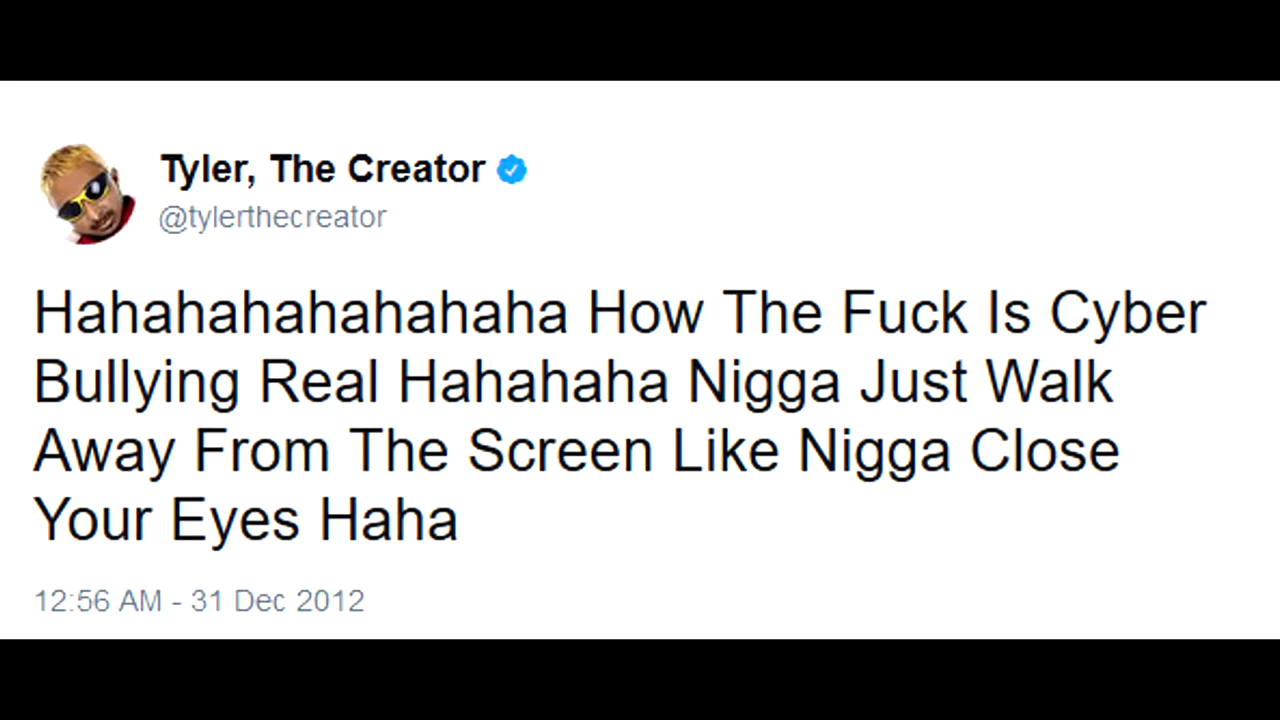 Tyler, The Creator
@tylerthecreator
Hahahahahahahaha How The Fuck Is Cyber
Bullying Real Hahahaha Nigga Just Walk
Away From The Screen Like Nigga Close
Your Eyes Haha
12:56 AM - 31 Dec 2012